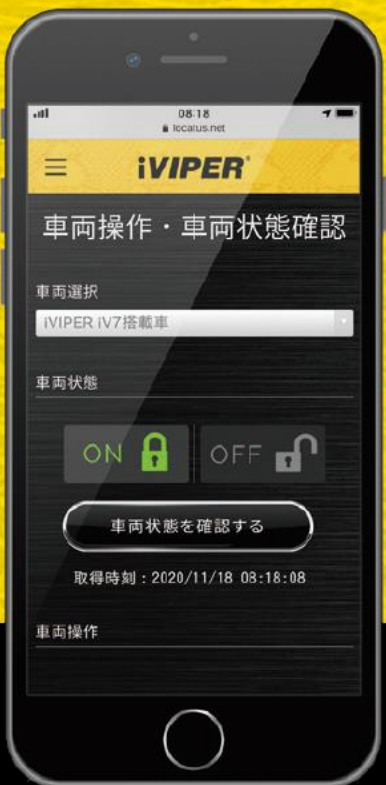 08:18
locatus.net
iVIPER®
車両操作・車両状態確認
車両選択
iVIPER iV7搭載車
車両状態
ON
OFF
車両状態を確認する
取得時刻：2020/11/18 08:18:08
車両操作